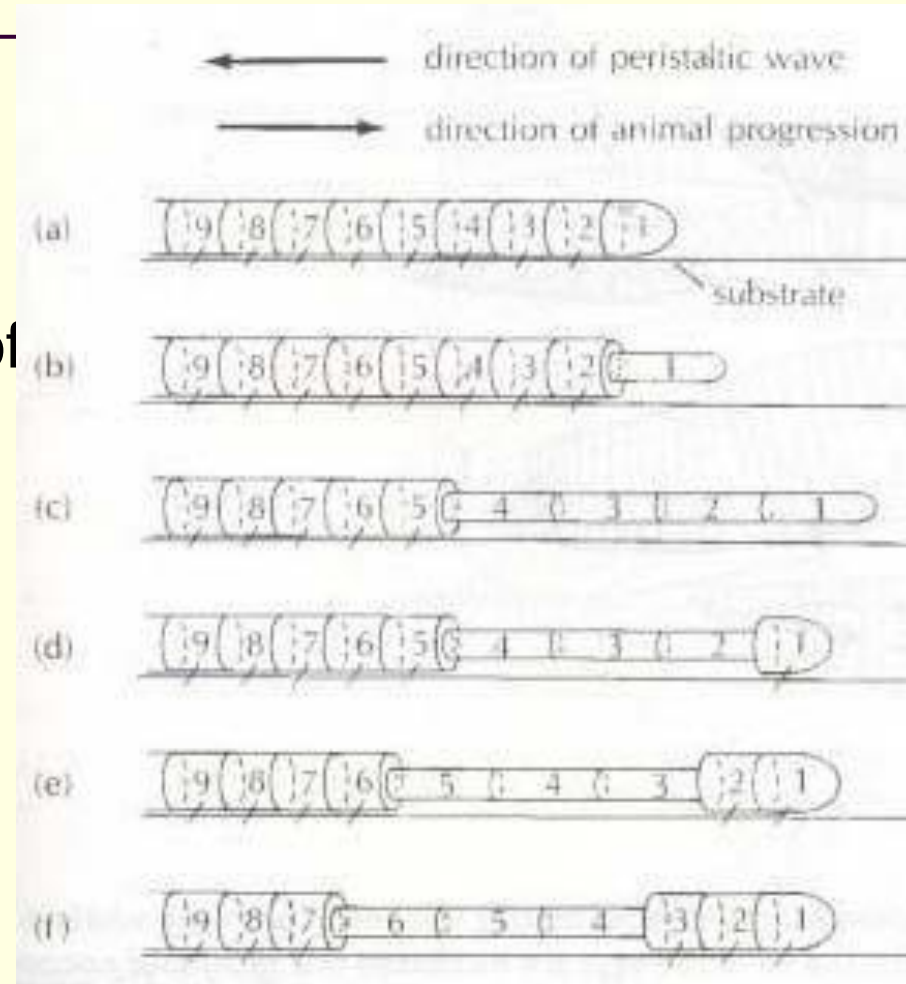 direction of peristaltic wave
direction of animal progression
(a) 9 8 7 6 5 4 3 2 1
substrate
of
(b) 9 8 7 6 5 4 3 2 1
(c) 9 8 7 6 5 4 3 2 1
(d) 9 8 7 6 5 4 3 2 1
(e) 9 8 7 6 5 4 3 2 1
(f) 9 8 7 6 5 4 3 2 1